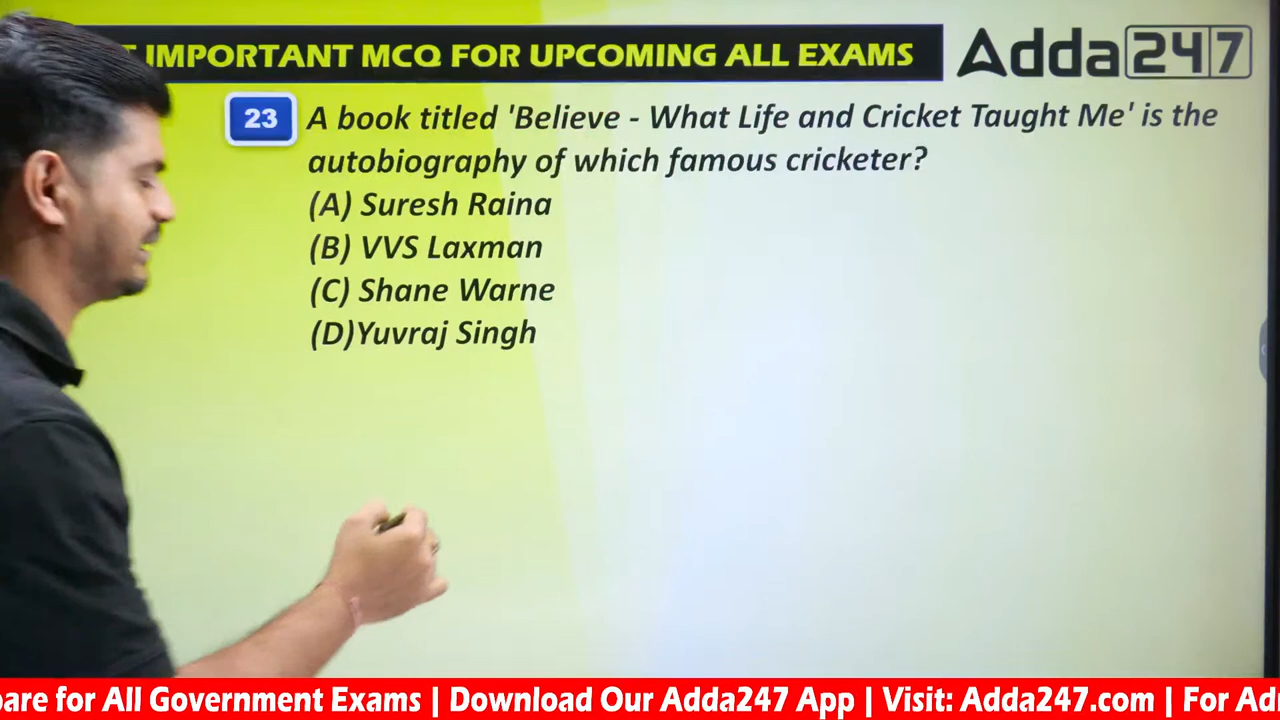 T IMPORTANT MCQ FOR UPCOMING ALL EXAMS
Adda247
23
A book titled 'Believe - What Life and Cricket Taught Me' is the
autobiography of which famous cricketer?
(A) Suresh Raina
(B) VVS Laxman
(C) Shane Warne
(D)Yuvraj Singh
pare for All Government Exams | Download Our Adda247 App | Visit: Adda247.com | For Ad